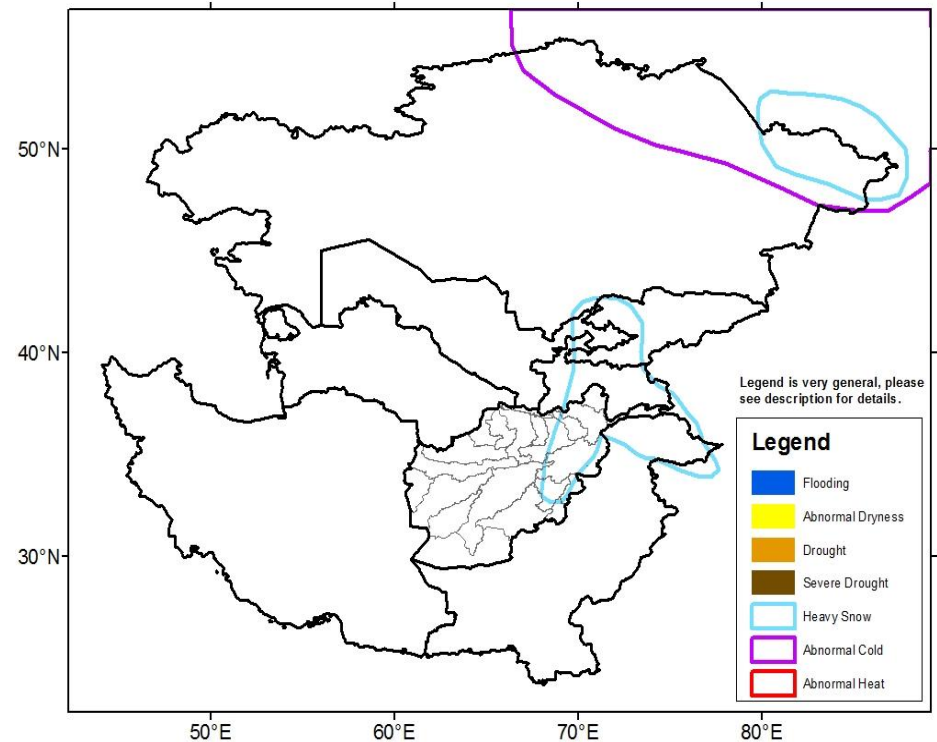 50°N
40°N
30°N
Legend is very general, please
see description for details.
Legend
Flooding
Abnormal Dryness
Drought
Severe Drought
Heavy Snow
Abnormal Cold
Abnormal Heat
50°E
60°E
70°E
80°E